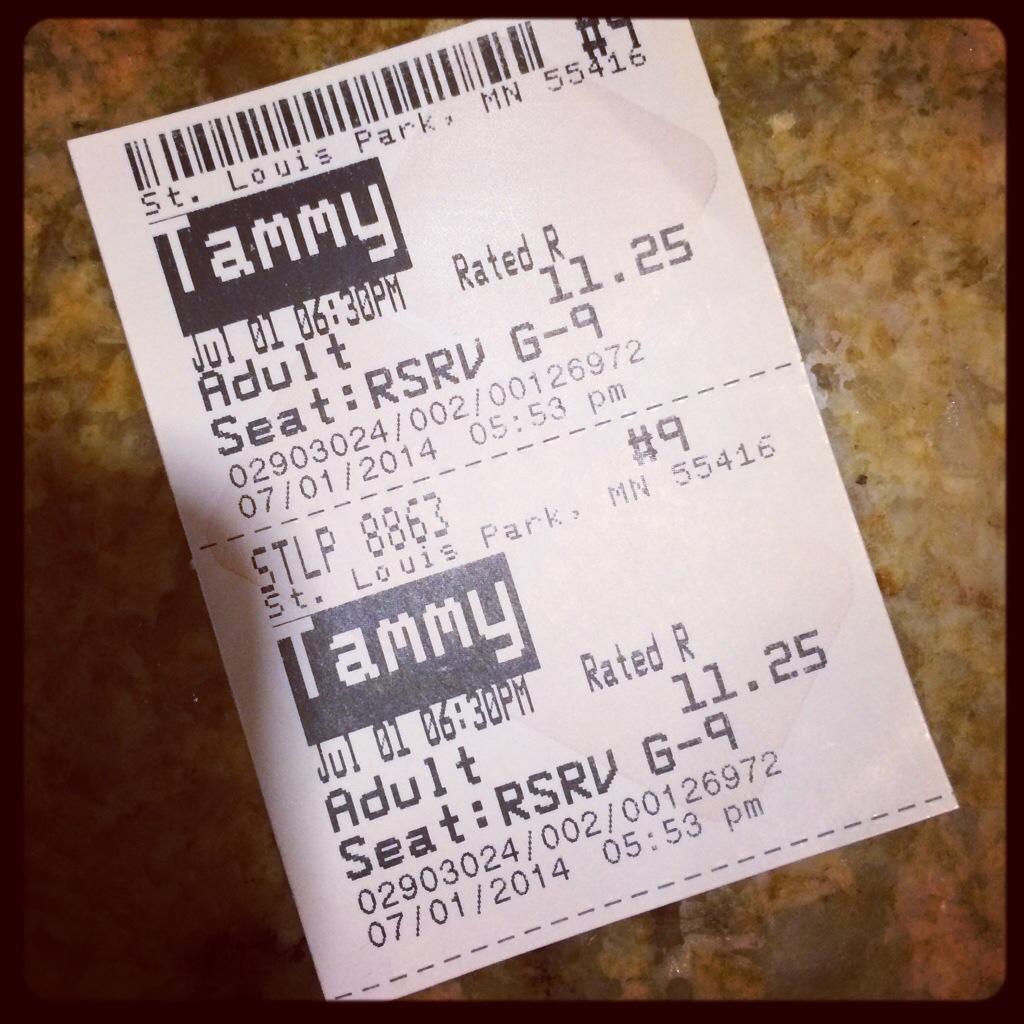 #9
St. Louis Park, MN 55416
Tammy
Rated R
Jul 01 06:30PM
11.25
Adult
Seat:RSRV G-9
02903024/002/00126972
07/01/2014 05:53 pm
STLP 8863 #9
St. Louis Park, MN 55416
Tammy
Rated R
Jul 01 06:30PM
11.25
Adult
Seat:RSRV G-9
02903024/002/00126972
07/01/2014 05:53 pm